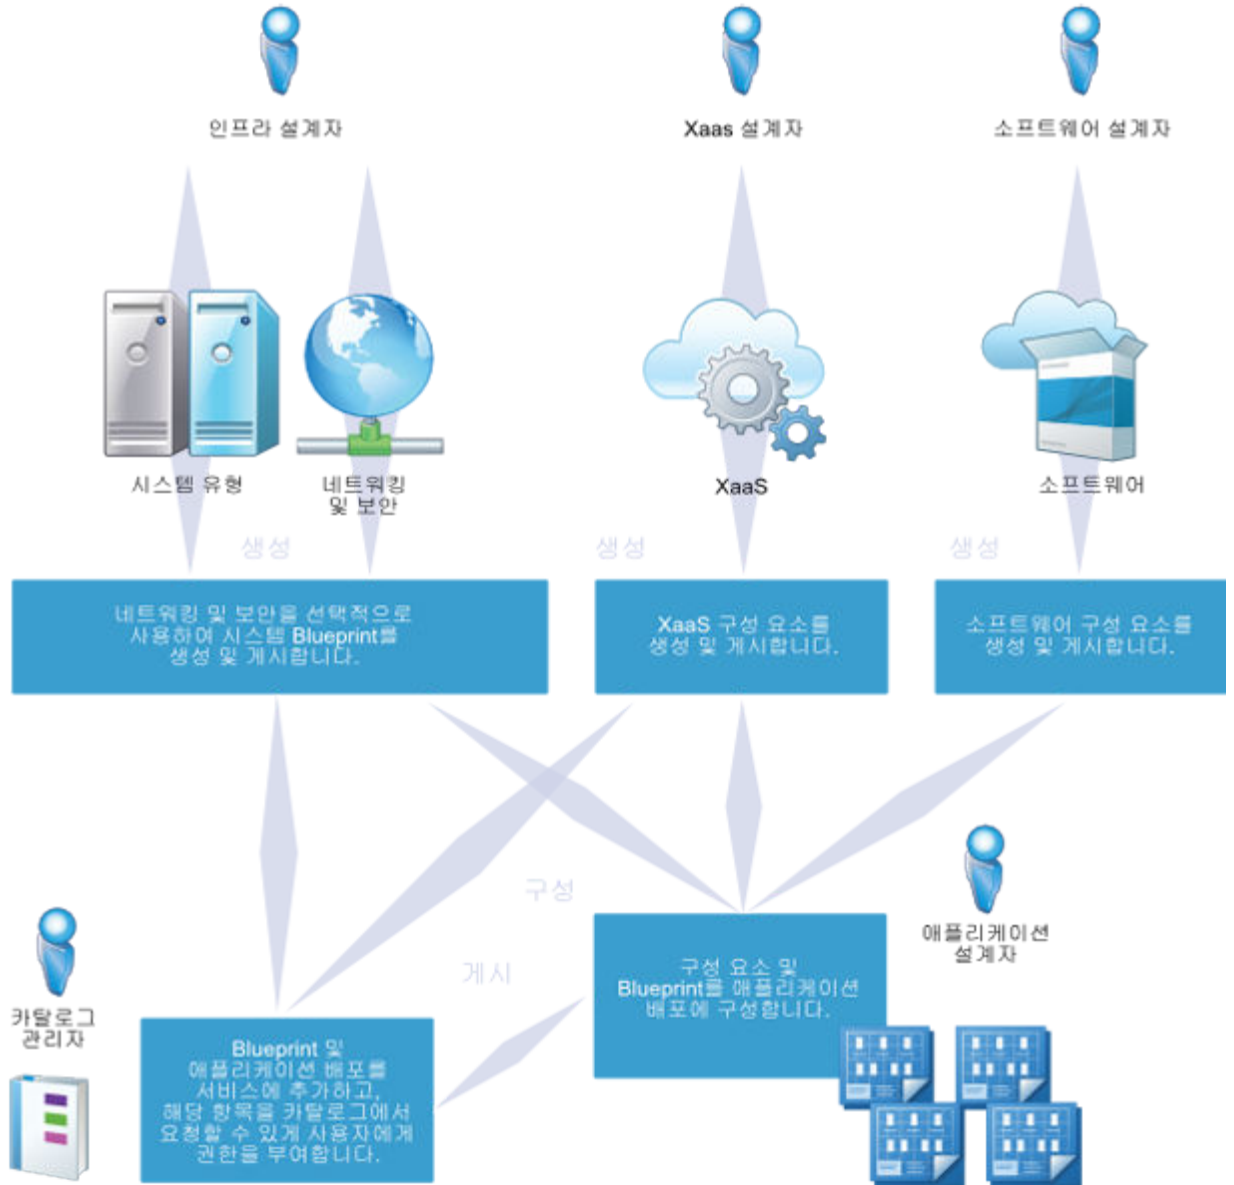 인프라 설계자
Xaas 설계자
소프트웨어 설계자
시스템 유형
네트워킹
및 보안
XaaS
소프트웨어
생성
생성
생성
네트워킹 및 보안을 선택적으로
사용하여 시스템 Blueprint를
생성 및 게시합니다.
XaaS 구성 요소를
생성 및 게시합니다.
소프트웨어 구성 요소를
생성 및 게시합니다.
구성
게시
애플리케이션
설계자
구성 요소 및
Blueprint를 애플리케이션
배포에 구성합니다.
카탈로그
관리자
Blueprint 및
애플리케이션 배포를
서비스에 추가하고,
해당 항목을 카탈로그에서
요청할 수 있게 사용자에게
권한을 부여합니다.